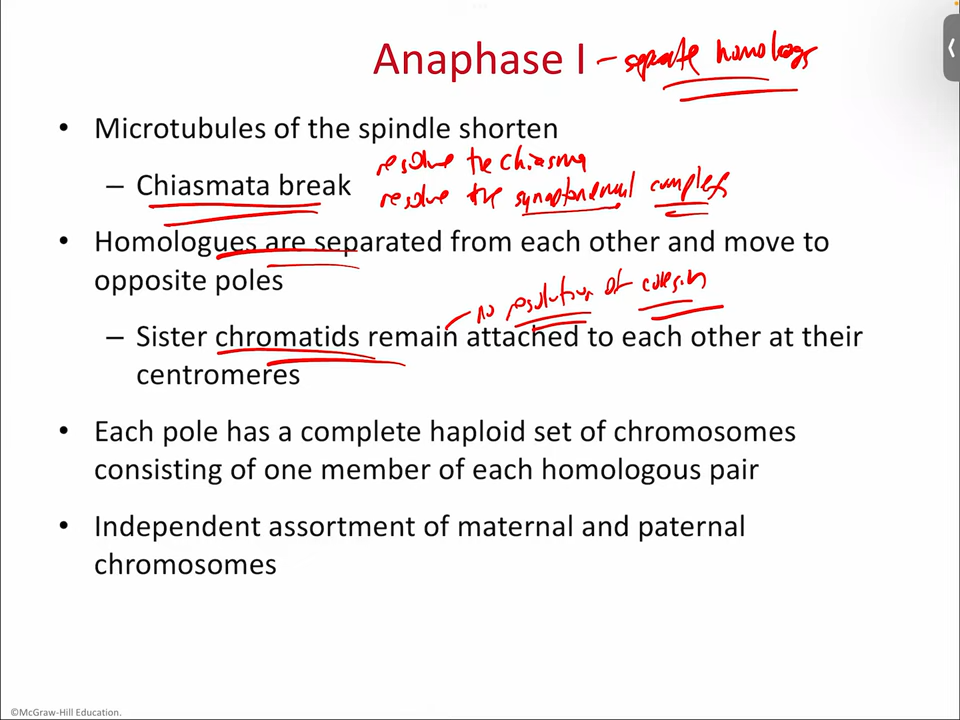 Anaphase I – separate homologs
• Microtubules of the spindle shorten
resolve the chiasma
– Chiasmata break
resolve the synaptonemal complex
• Homologues are separated from each other and move to
opposite poles
no resolution of cohesin
– Sister chromatids remain attached to each other at their
centromeres
• Each pole has a complete haploid set of chromosomes
consisting of one member of each homologous pair
• Independent assortment of maternal and paternal
chromosomes
©McGraw-Hill Education.